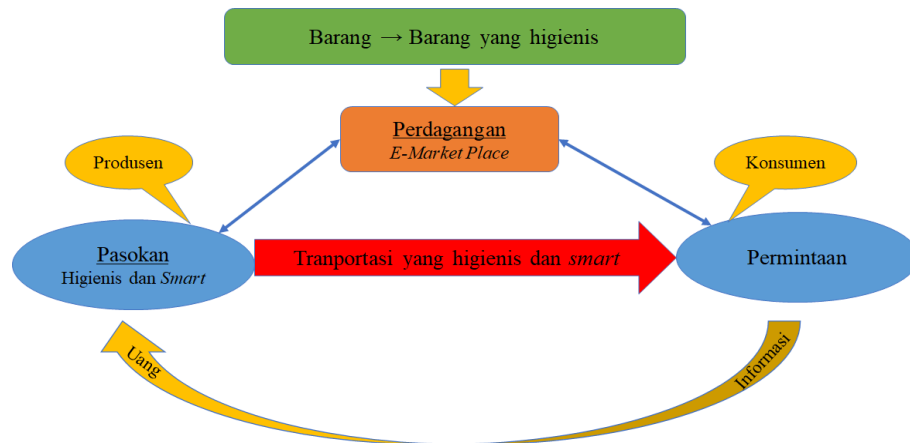 Barang → Barang yang higienis
Perdagangan
E-Market Place
Produsen
Konsumen
Pasokan
Higienis dan Smart
Tranportasi yang higienis dan smart
Permintaan
Uang
Informasi